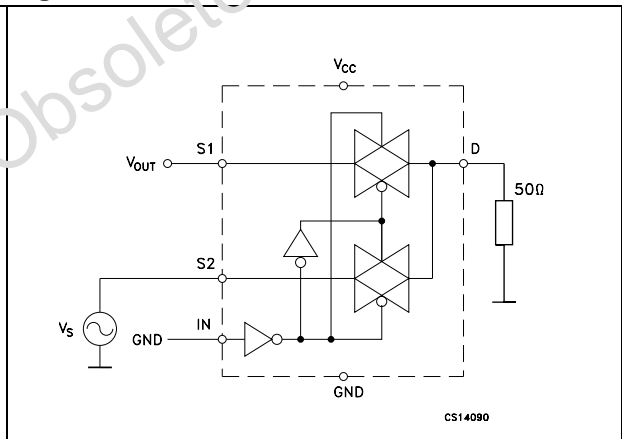 Obsolete
VCC
S1
D
VOUT
50Ω
S2
IN
VS
GND
GND
CS14090